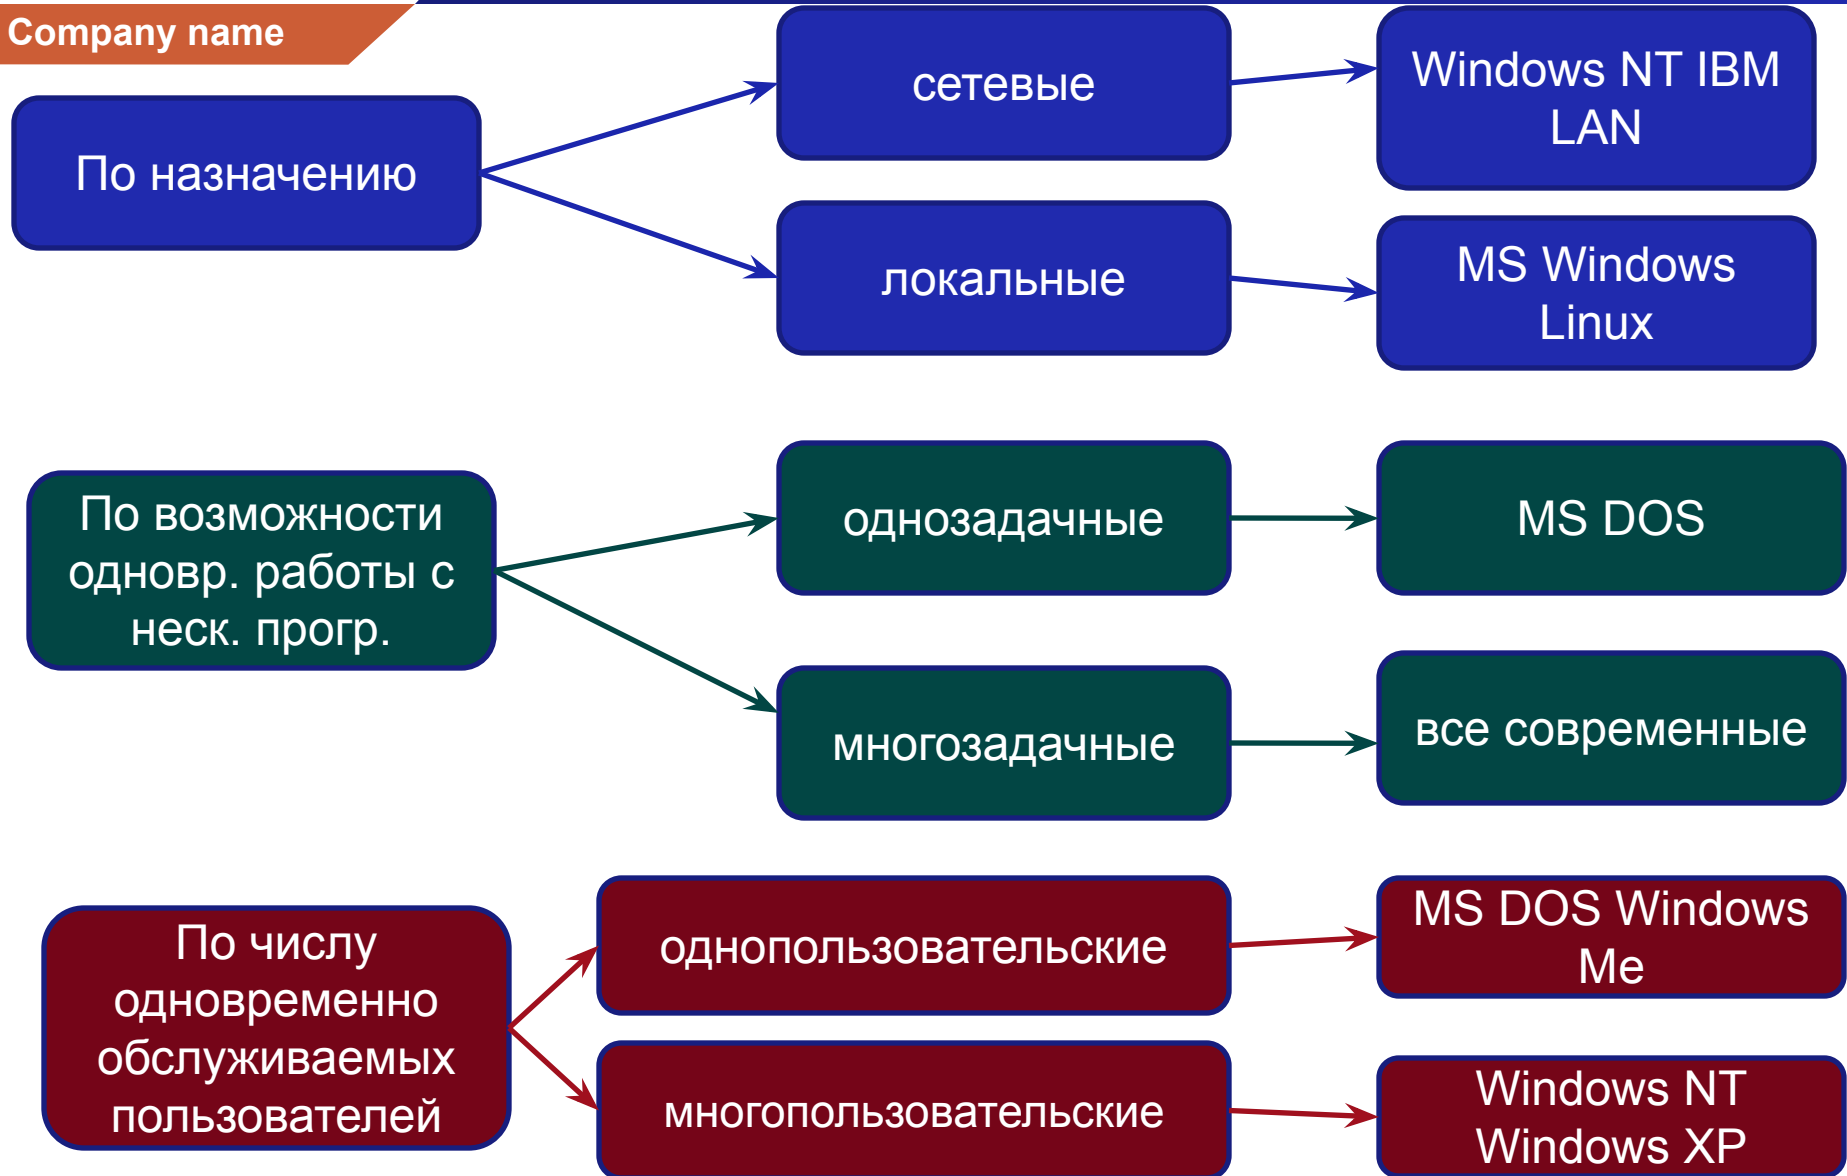 Company name
По назначению
сетевые
Windows NT IBM
LAN
локальные
MS Windows
Linux
По возможности
одновр. работы с
неск. прогр.
однозадачные
MS DOS
многозадачные
все современные
По числу
одновременно
обслуживаемых
пользователей
однопользовательские
MS DOS Windows
Me
многопользовательские
Windows NT
Windows XP